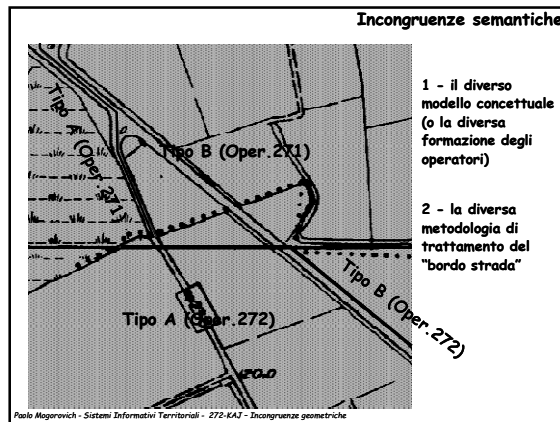 Incongruenze semantiche
Tipo A (Oper.271)
Tipo B (Oper.271)
1 - il diverso
modello concettuale
(o la diversa
formazione degli
operatori)
2 - la diversa
metodologia di
trattamento del
“bordo strada”
Tipo B (Oper.272)
Tipo A (Oper.272)
20.0
Paolo Mogorovich - Sistemi Informativi Territoriali - 272-KAJ - Incongruenze geometriche